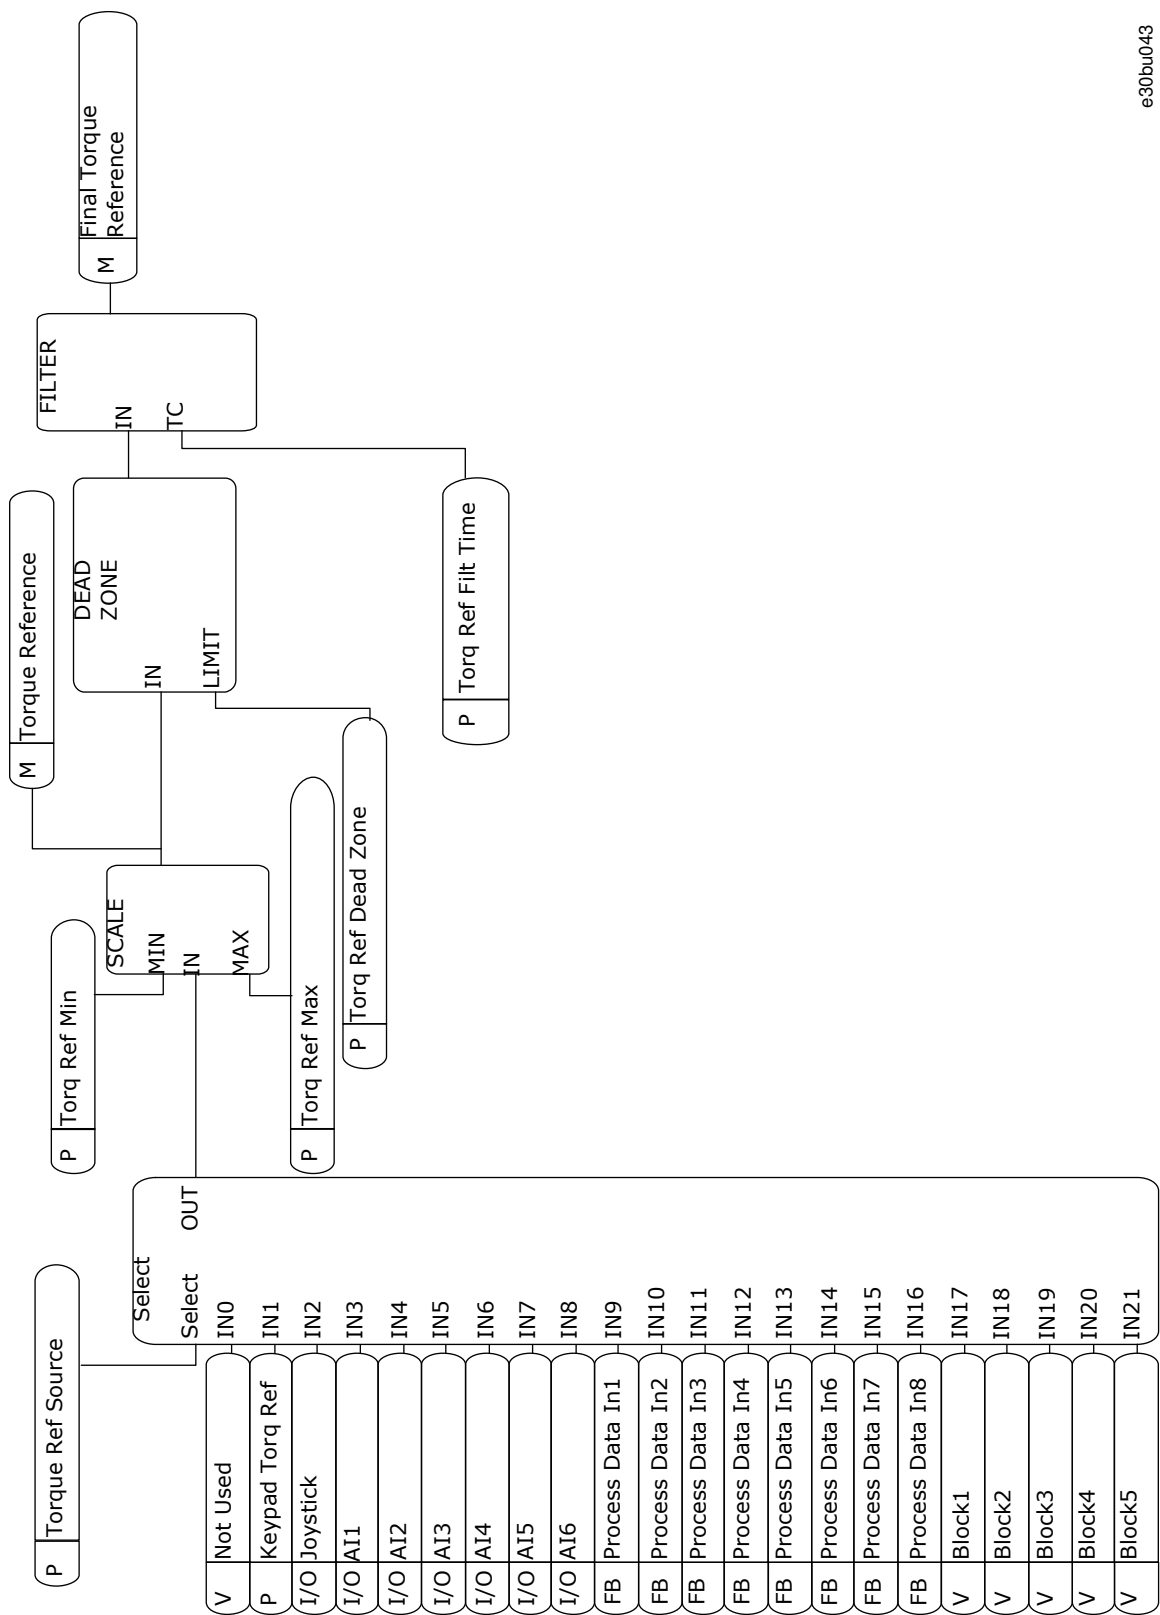 P Torque Ref Source
Select
Select OUT
V Not Used IN0
P Keypad Torq Ref IN1
I/O Joystick IN2
I/O AI1 IN3
I/O AI2 IN4
I/O AI3 IN5
I/O AI4 IN6
I/O AI5 IN7
I/O AI6 IN8
FB Process Data In1 IN9
FB Process Data In2 IN10
FB Process Data In3 IN11
FB Process Data In4 IN12
FB Process Data In5 IN13
FB Process Data In6 IN14
FB Process Data In7 IN15
FB Process Data In8 IN16
V Block1 IN17
V Block2 IN18
V Block3 IN19
V Block4 IN20
V Block5 IN21
P Torq Ref Min
SCALE
MIN
IN
MAX
P Torq Ref Max
P Torq Ref Dead Zone
M Torque Reference
DEAD
ZONE
IN
LIMIT
P Torq Ref Filt Time
FILTER
IN
TC
M Final Torque
Reference
e30bu043